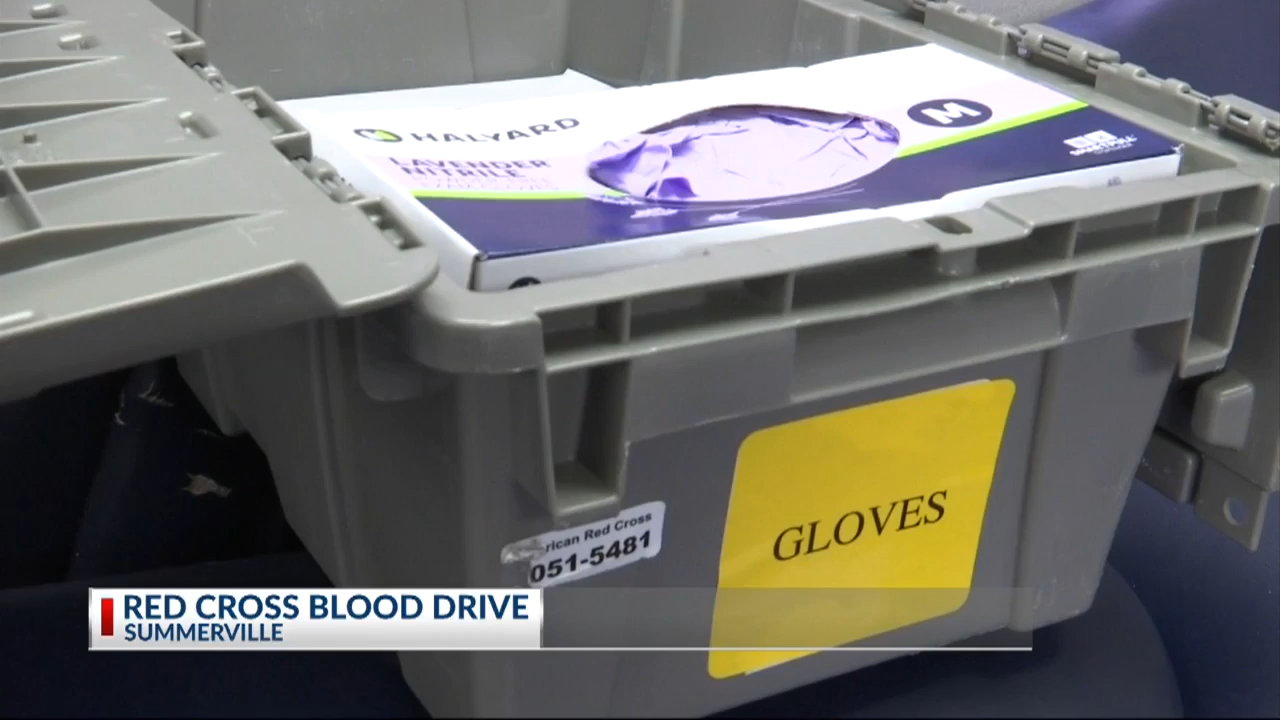 HALYARD
LAVENDER
NITRILE
M
rican Red Cross
051-5481
GLOVES
RED CROSS BLOOD DRIVE
SUMMERVILLE